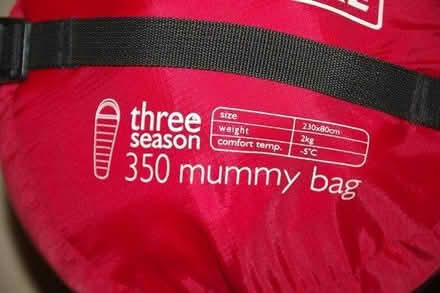 three
season
350 mummy bag
size 230x80cm
weight 2kg
comfort temp. -5°C